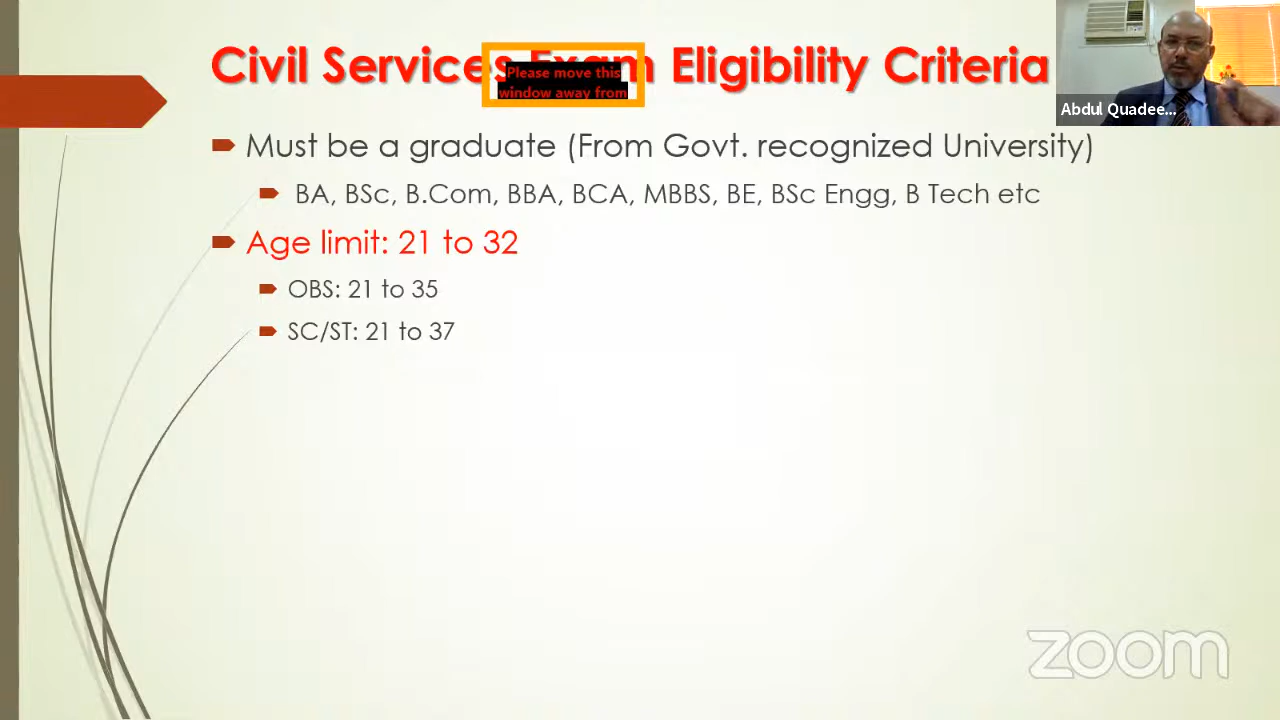 Civil Services Exam Eligibility Criteria
Please move this
window away from
Abdul Quadee...
Must be a graduate (From Govt. recognized University)
BA, BSc, B.Com, BBA, BCA, MBBS, BE, BSc Engg, B Tech etc
Age limit: 21 to 32
OBS: 21 to 35
SC/ST: 21 to 37
zoom